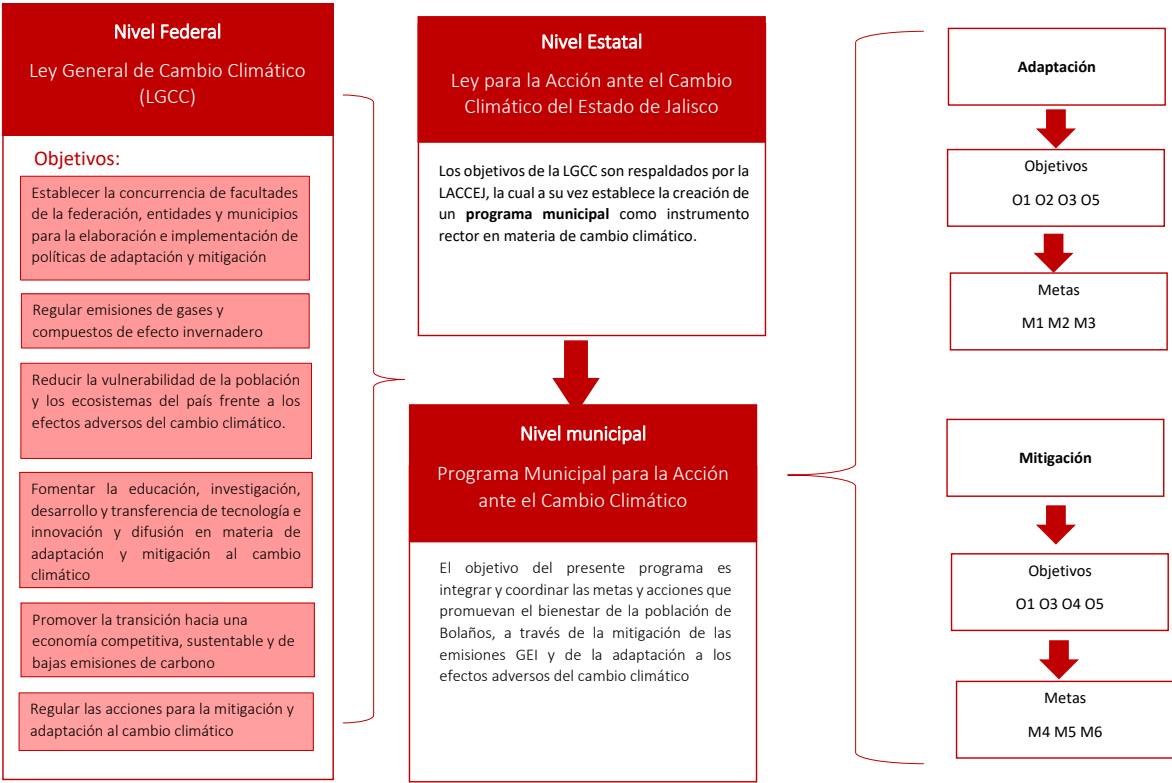 Nivel Federal
Ley General de Cambio Climático
(LGCC)
Objetivos:
Establecer la concurrencia de facultades
de la federación, entidades y municipios
para la elaboración e implementación de
políticas de adaptación y mitigación
Regular emisiones de gases y
compuestos de efecto invernadero
Reducir la vulnerabilidad de la población
y los ecosistemas del país frente a los
efectos adversos del cambio climático.
Fomentar la educación, investigación,
desarrollo y transferencia de tecnología e
innovación y difusión en materia de
adaptación y mitigación al cambio
climático
Promover la transición hacia una
economía competitiva, sustentable y de
bajas emisiones de carbono
Regular las acciones para la mitigación y
adaptación al cambio climático
Nivel Estatal
Ley para la Acción ante el Cambio
Climático del Estado de Jalisco
Los objetivos de la LGCC son respaldados por la
LACCEJ, la cual a su vez establece la creación de
un programa municipal como instrumento
rector en materia de cambio climático.
Nivel municipal
Programa Municipal para la Acción
ante el Cambio Climático
El objetivo del presente programa es
integrar y coordinar las metas y acciones que
promuevan el bienestar de la población de
Bolaños, a través de la mitigación de las
emisiones GEI y de la adaptación a los
efectos adversos del cambio climático
Adaptación
Objetivos
O1 O2 O3 O5
Metas
M1 M2 M3
Mitigación
Objetivos
O1 O3 O4 O5
Metas
M4 M5 M6